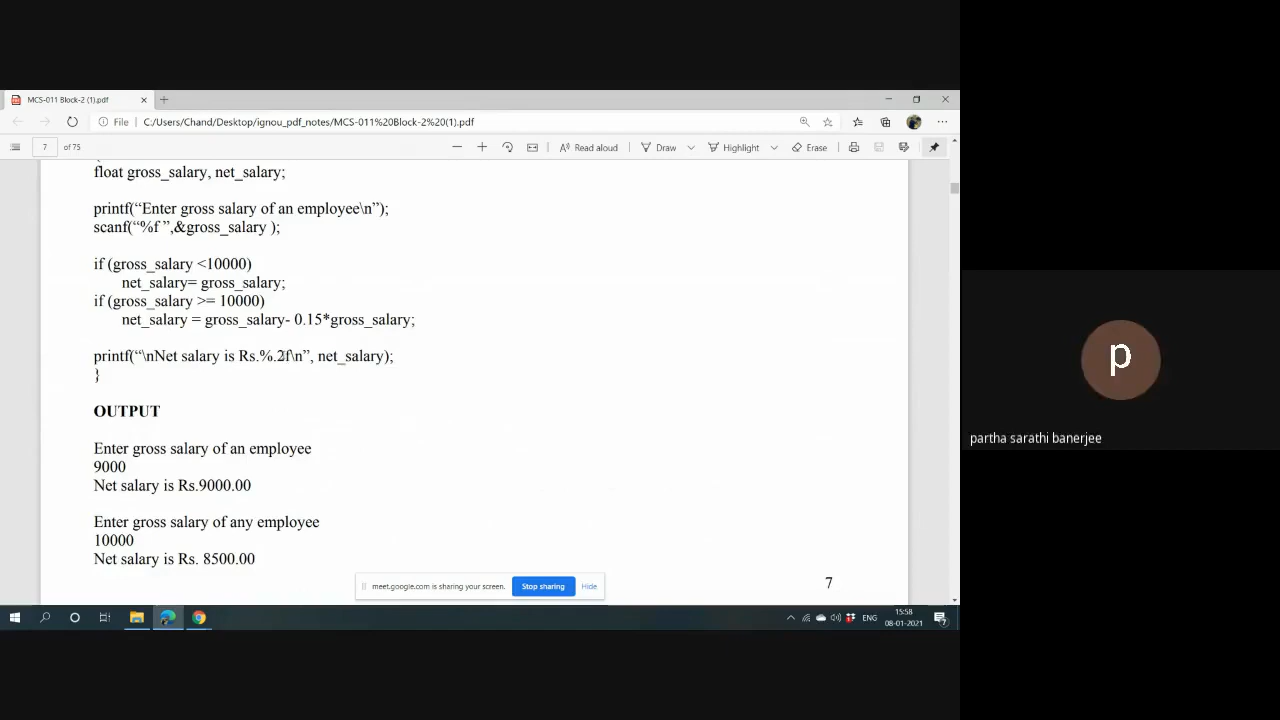 MCS-011 Block-2 (1).pdf
File | C:/Users/Chand/Desktop/ignou_pdf_notes/MCS-011%20Block-2%20(1).pdf
7 of 75 Read aloud Draw Highlight Erase
float gross_salary, net_salary;
printf(“Enter gross salary of an employee\n”);
scanf(“%f ”,&gross_salary );
if (gross_salary <10000)
net_salary= gross_salary;
if (gross_salary >= 10000)
net_salary = gross_salary- 0.15*gross_salary;
printf(“\nNet salary is Rs.%.2f\n”, net_salary);
}
OUTPUT
Enter gross salary of an employee
9000
Net salary is Rs.9000.00
Enter gross salary of any employee
10000
Net salary is Rs. 8500.00
7
meet.google.com is sharing your screen. Stop sharing Hide
ENG
15:58
08-01-2021
p
partha sarathi banerjee